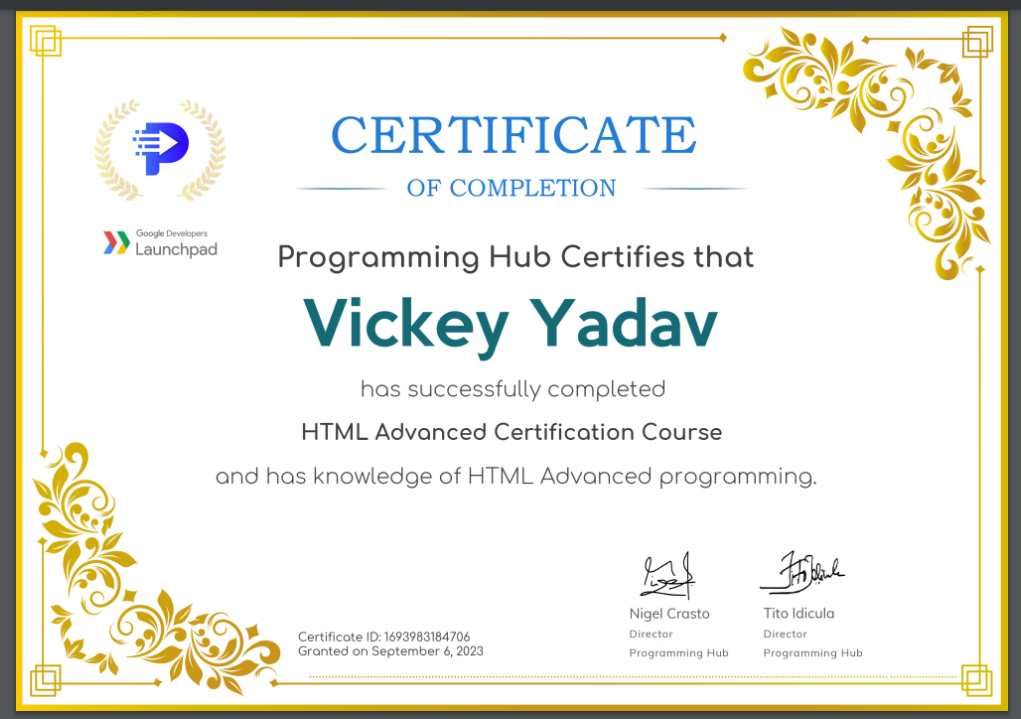 CERTIFICATE
OF COMPLETION
Google Developers
Launchpad
Programming Hub Certifies that
Vickey Yadav
has successfully completed
HTML Advanced Certification Course
and has knowledge of HTML Advanced programming.
Nigel Crasto
Director
Programming Hub
Tito Idicula
Director
Programming Hub
Certificate ID: 1693983184706
Granted on September 6, 2023